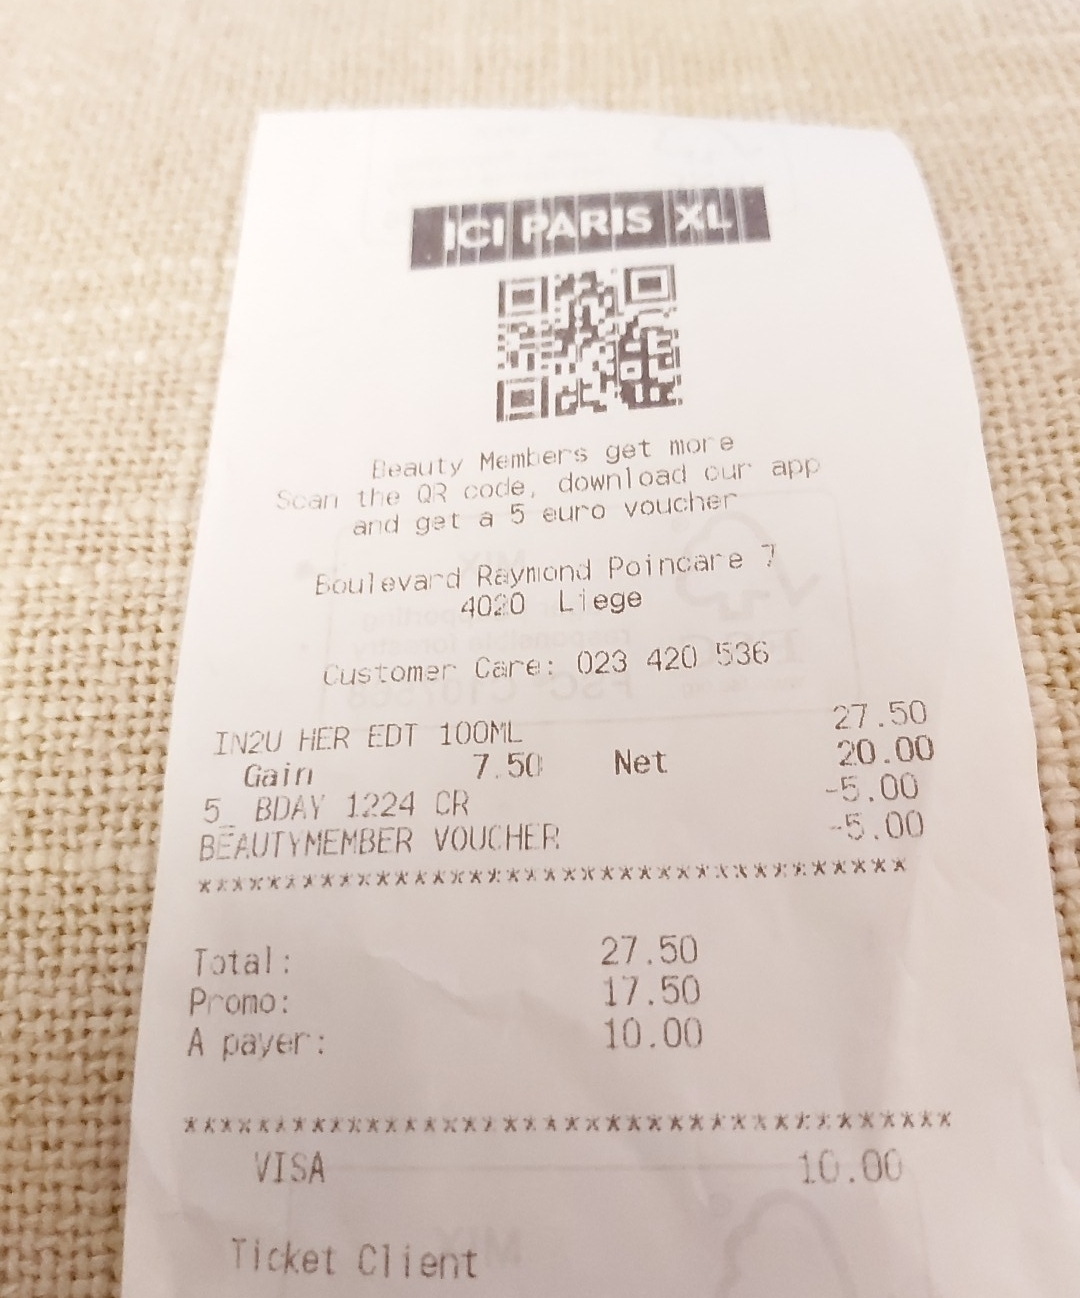 ICI PARIS XL
Beauty Members get more
Scan the QR code, download our app
and get a 5 euro voucher
Boulevard Raymond Poincare 7
4020 Liege
Customer Care: 023 420 536
IN2U HER EDT 100ML 27.50
Gain 7.50 Net 20.00
5_ BDAY 1224 CR -5.00
BEAUTYMEMBER VOUCHER -5.00
****************************************
Total: 27.50
Promo: 17.50
A payer: 10.00
****************************************
VISA 10.00
Ticket Client